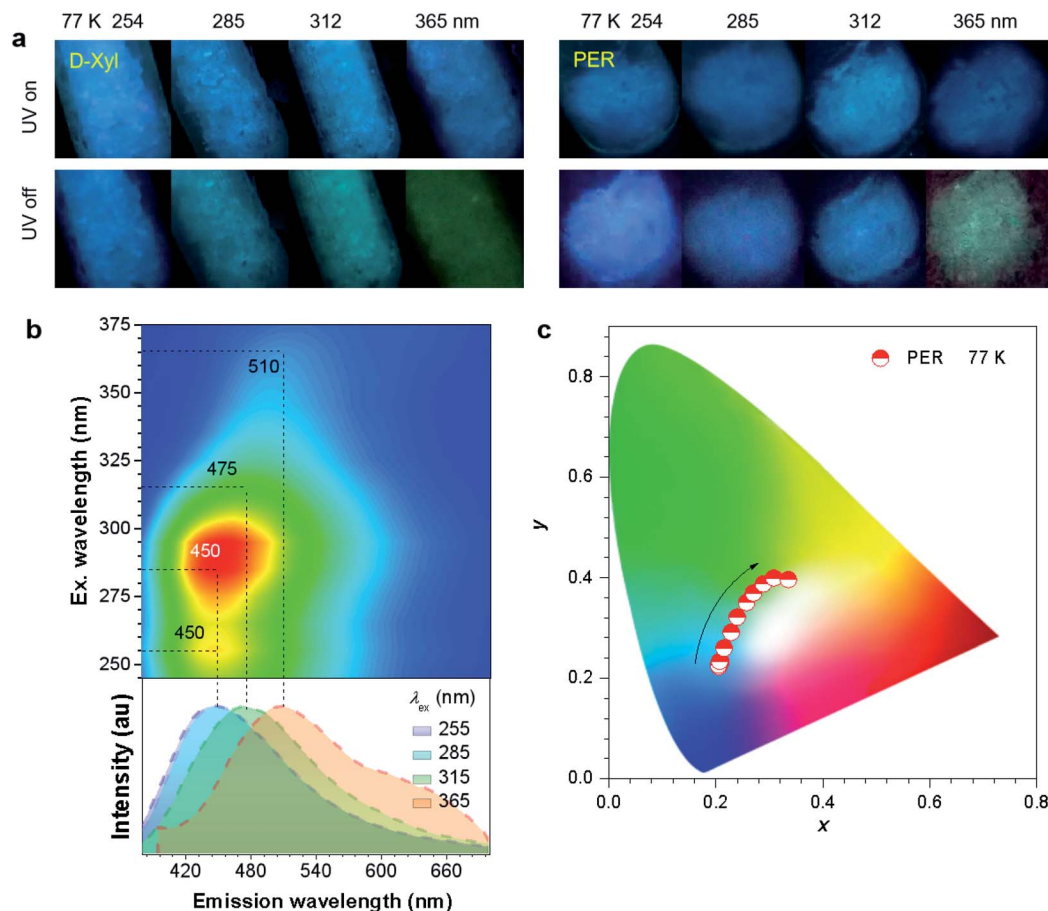 a
77 K 254 285 312 365 nm
77 K 254 285 312 365 nm
UV on
D-Xyl
PER
UV off
b
Ex. wavelength (nm)
375
350
325
300
275
250
510
475
450
450
Intensity (au)
λex (nm)
255
285
315
365
420 480 540 600 660
Emission wavelength (nm)
c
PER 77 K
y
0.8
0.6
0.4
0.2
0.0
0.0 0.2 0.4 0.6 0.8
x